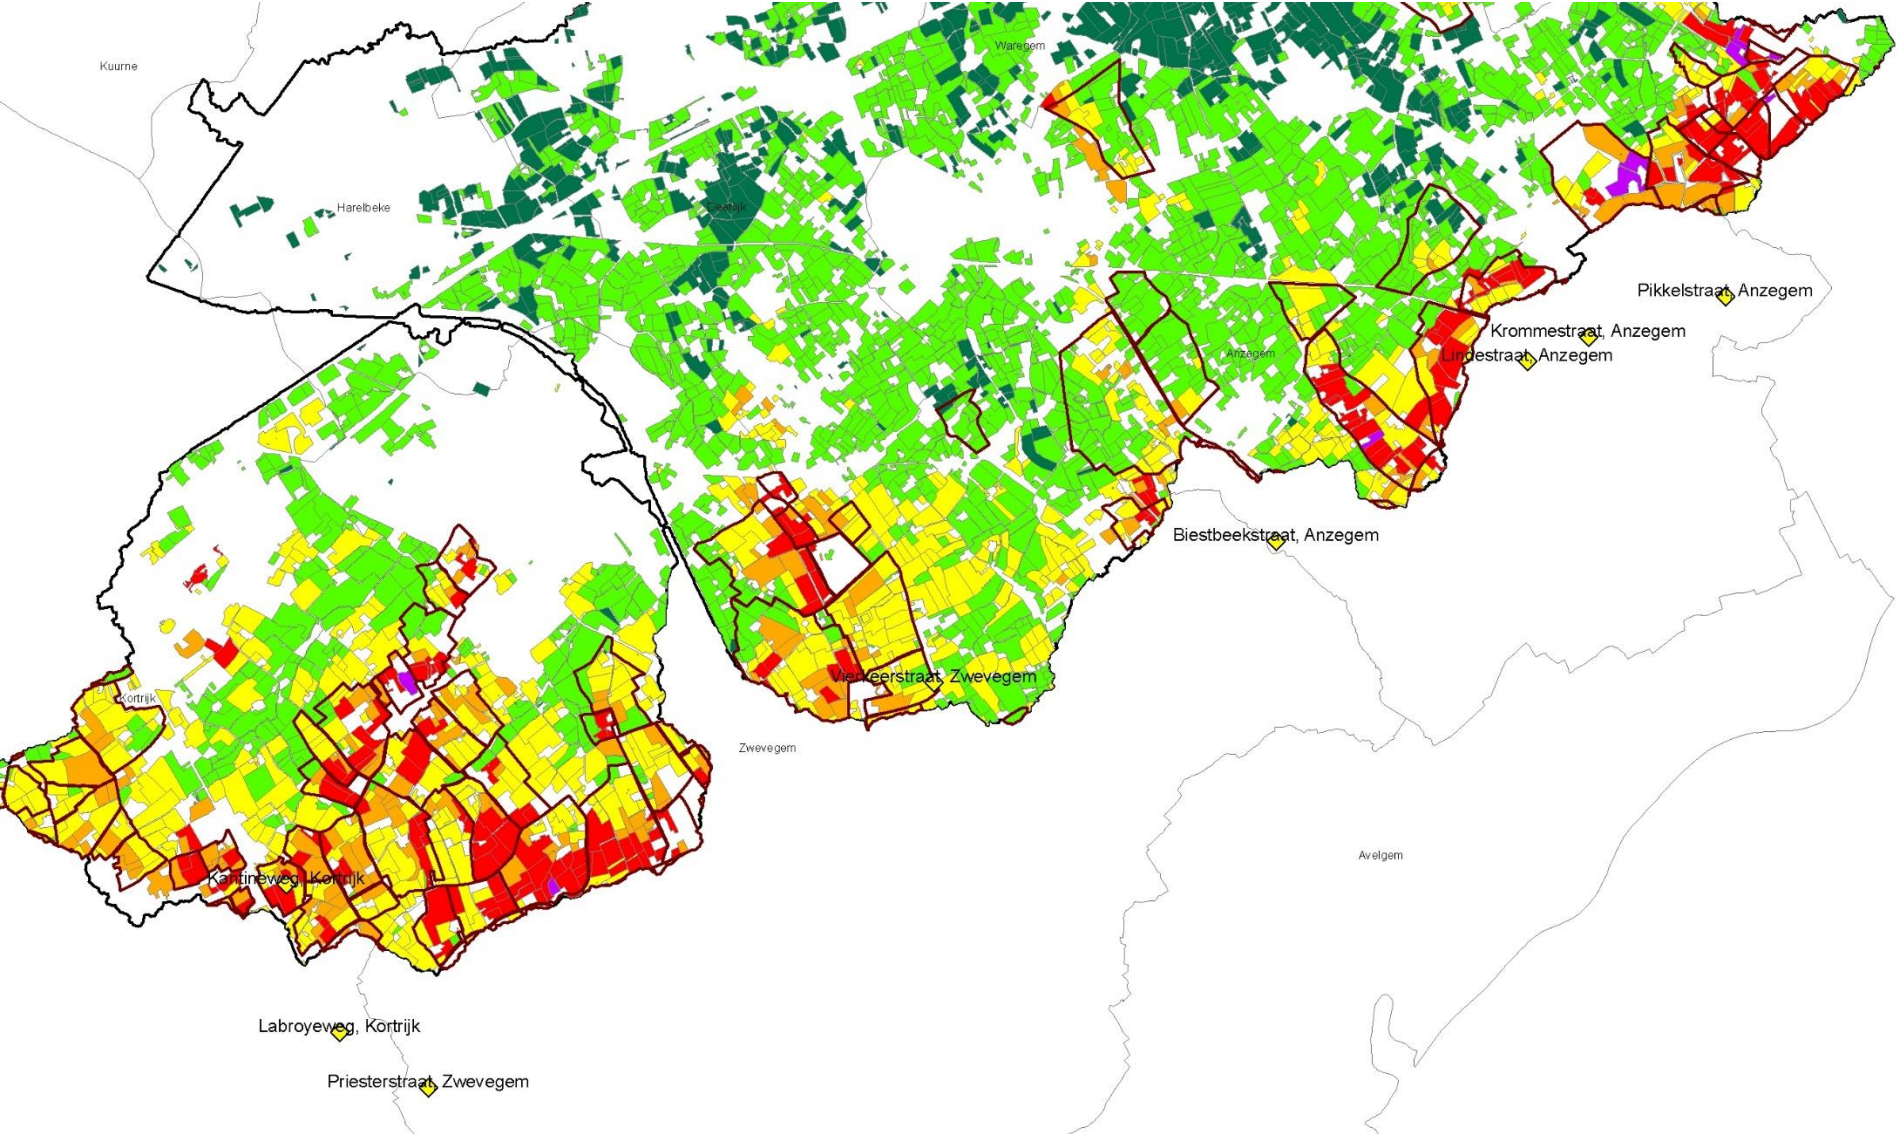 Waregem
Kuurne
Harelbeke
Deerlijk
Pikkelstraat, Anzegem
Krommestraat, Anzegem
Anzegem
Lindestraat, Anzegem
Biestbeekstraat, Anzegem
Vierkeerstraat, Zwevegem
Kortrijk
Zwevegem
Avelgem
Kantineweg, Kortrijk
Labroyeweg, Kortrijk
Priesterstraat, Zwevegem